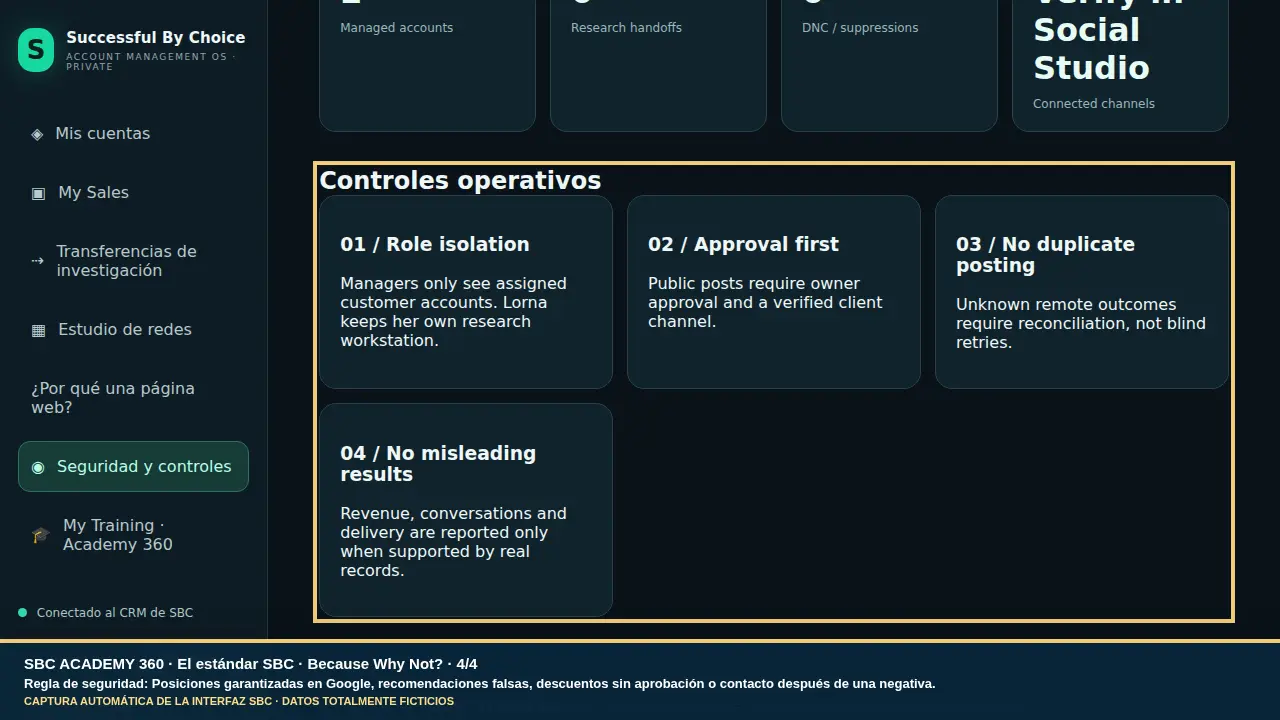 Successful By Choice
ACCOUNT MANAGEMENT OS ·
PRIVATE
Mis cuentas
My Sales
Transferencias de
investigación
Estudio de redes
¿Por qué una página
web?
Seguridad y controles
My Training ·
Academy 360
Conectado al CRM de SBC
Managed accounts
Research handoffs
DNC / suppressions
Social
Studio
Connected channels
Controles operativos
01 / Role isolation
Managers only see assigned
customer accounts. Lorna
keeps her own research
workstation.
02 / Approval first
Public posts require owner
approval and a verified client
channel.
03 / No duplicate
posting
Unknown remote outcomes
require reconciliation, not blind
retries.
04 / No misleading
results
Revenue, conversations and
delivery are reported only
when supported by real
records.
SBC ACADEMY 360 · El estándar SBC · Because Why Not? · 4/4
Regla de seguridad: Posiciones garantizadas en Google, recomendaciones falsas, descuentos sin aprobación o contacto después de una negativa.
CAPTURA AUTOMÁTICA DE LA INTERFAZ SBC · DATOS TOTALMENTE FICTICIOS